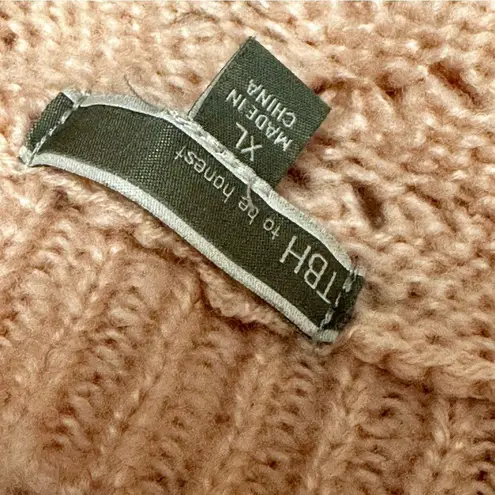 TBH to be honest
XL
MADE IN
CHINA